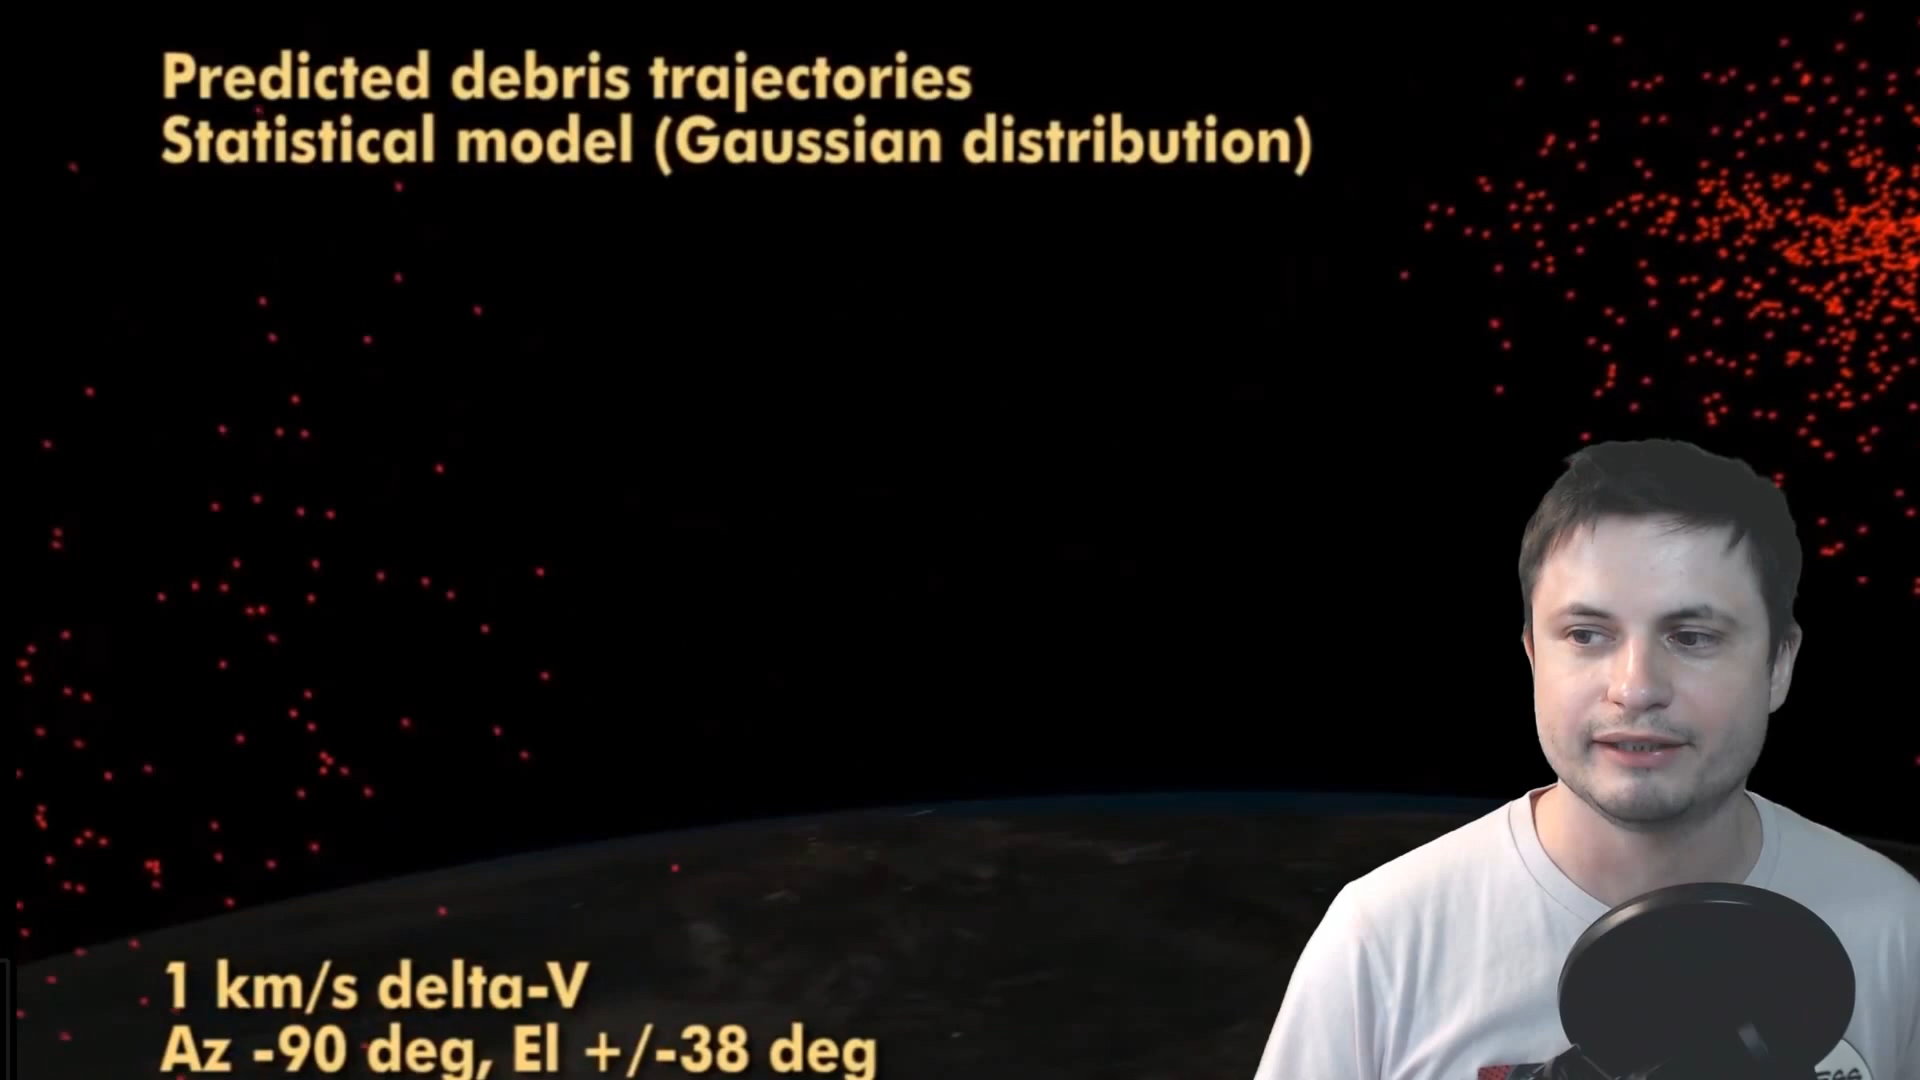 Predicted debris trajectories
Statistical model (Gaussian distribution)
1 km/s delta-V
Az -90 deg, El +/-38 deg